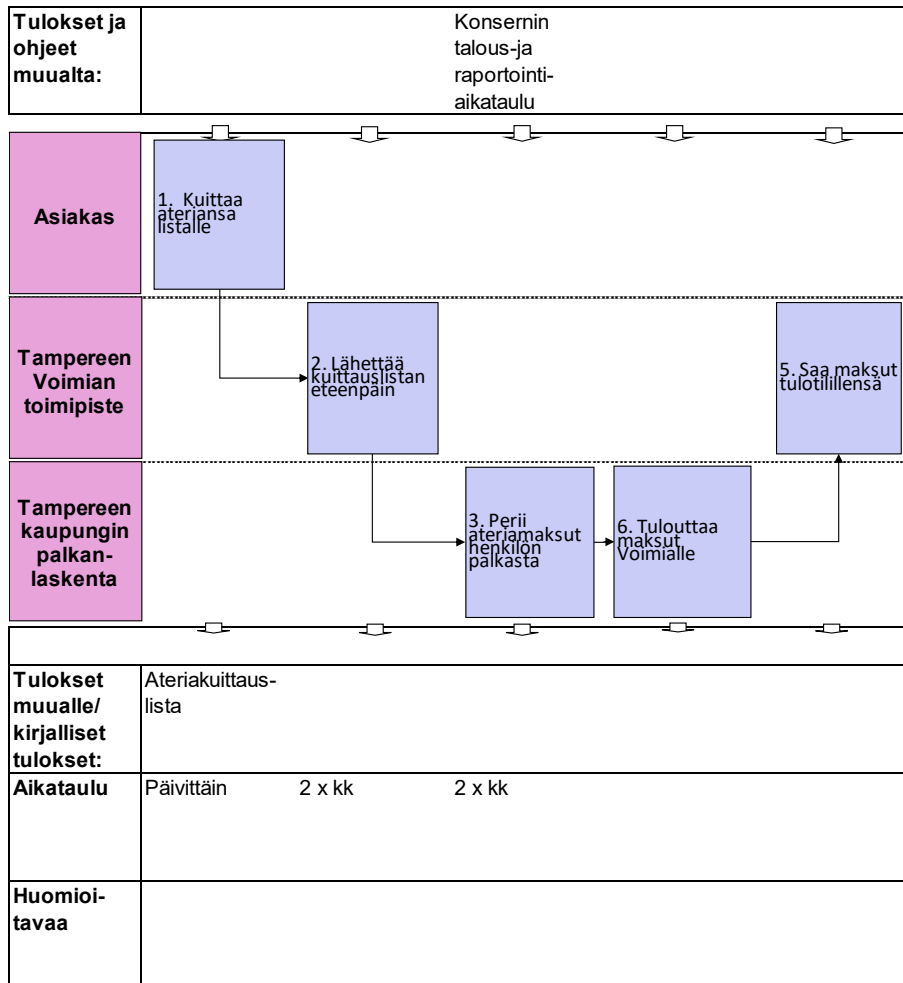 Tulokset ja
ohjeet
muualta:
Konsernin
talous-ja
raportointi-
aikataulu
Asiakas
1. Kuittaa
ateriansa
listalle
Tampereen
Voimian
toimipiste
2. Lähettää
kuittauslistan
eteenpäin
5. Saa maksut
tulotilillensä
Tampereen
kaupungin
palkan-
laskenta
3. Perii
ateriamaksut
henkilön
palkasta
6. Tulouttaa
maksut
Voimialle
Tulokset
muualle/
kirjalliset
tulokset:
Ateriakuittaus-
lista
Aikataulu
Päivittäin
2 x kk
2 x kk
Huomioi-
tavaa